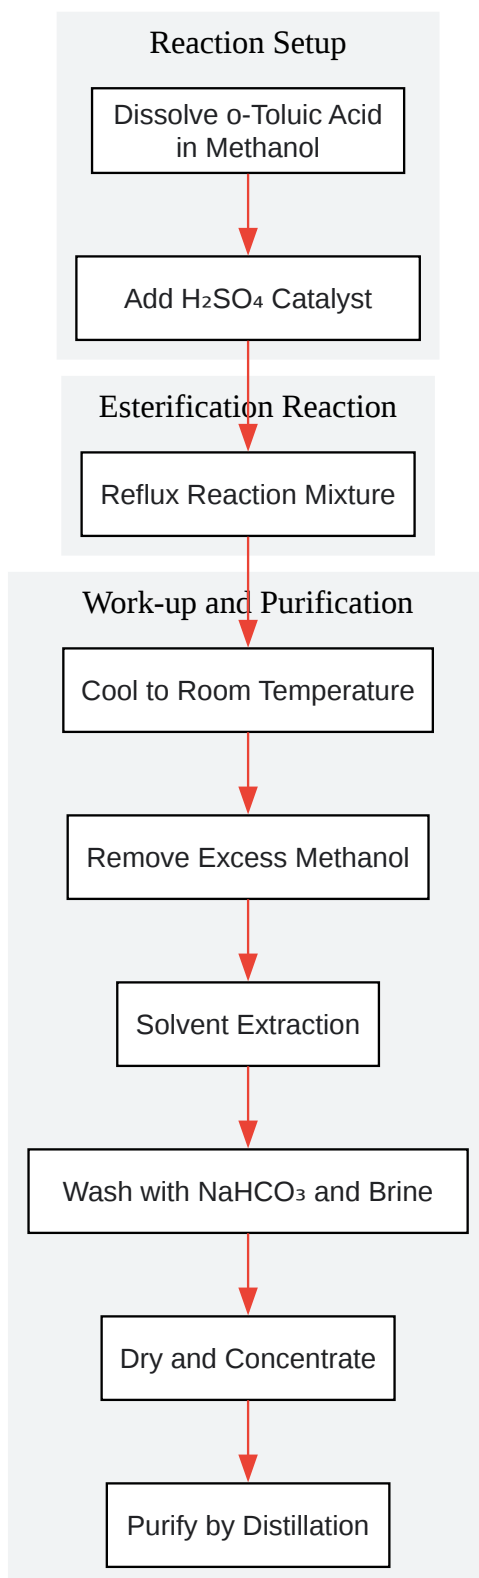 Reaction Setup
Dissolve o-Toluic Acid
in Methanol
Add H₂SO₄ Catalyst
Esterification Reaction
Reflux Reaction Mixture
Work-up and Purification
Cool to Room Temperature
Remove Excess Methanol
Solvent Extraction
Wash with NaHCO₃ and Brine
Dry and Concentrate
Purify by Distillation